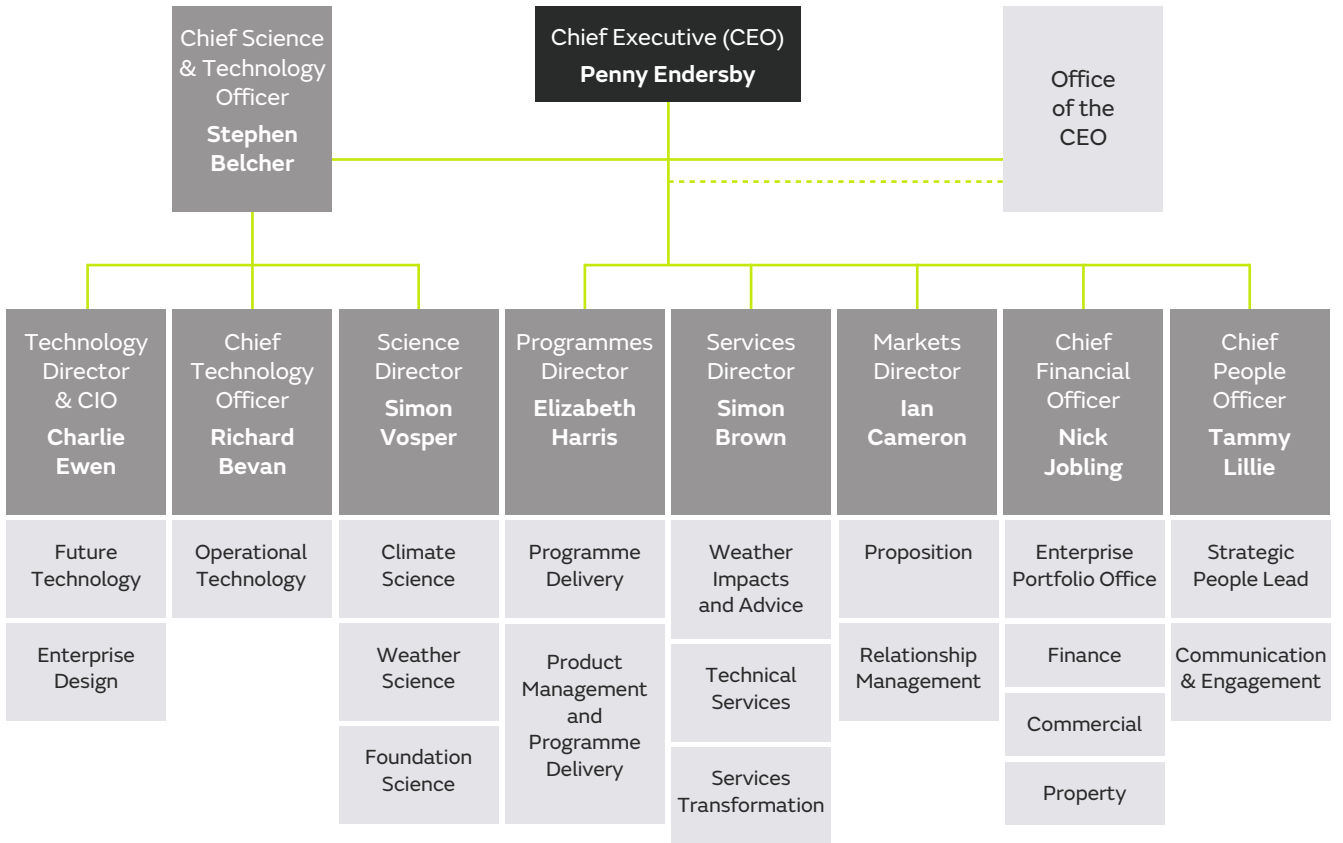 Chief Science
& Technology
Officer
Stephen
Belcher
Chief Executive (CEO)
Penny Endersby
Office
of the
CEO
Technology
Director
& CIO
Charlie
Ewen
Future
Technology
Enterprise
Design
Chief
Technology
Officer
Richard
Bevan
Operational
Technology
Science
Director
Simon
Vosper
Climate
Science
Weather
Science
Foundation
Science
Programmes
Director
Elizabeth
Harris
Programme
Delivery
Product
Management
and
Programme
Delivery
Services
Director
Simon
Brown
Weather
Impacts
and Advice
Technical
Services
Services
Transformation
Markets
Director
Ian
Cameron
Proposition
Relationship
Management
Chief
Financial
Officer
Nick
Jobling
Enterprise
Portfolio Office
Finance
Commercial
Property
Chief
People
Officer
Tammy
Lillie
Strategic
People Lead
Communication
& Engagement